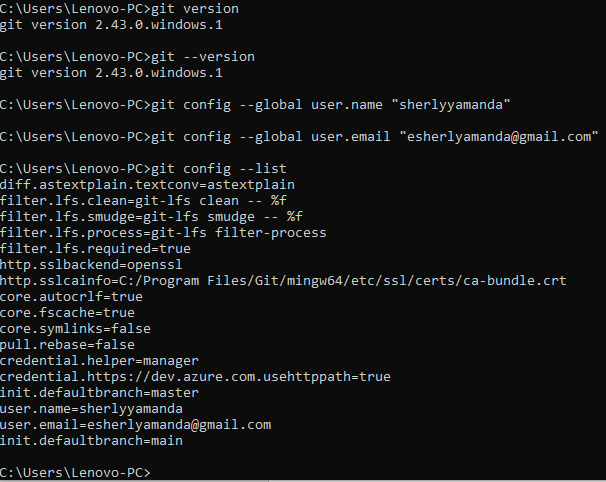 C:\Users\Lenovo-PC>git version
git version 2.43.0.windows.1
C:\Users\Lenovo-PC>git --version
git version 2.43.0.windows.1
C:\Users\Lenovo-PC>git config --global user.name "sherlyyamanda"
C:\Users\Lenovo-PC>git config --global user.email "esherlyamanda@gmail.com"
C:\Users\Lenovo-PC>git config --list
diff.astextplain.textconv=astextplain
filter.lfs.clean=git-lfs clean -- %f
filter.lfs.smudge=git-lfs smudge -- %f
filter.lfs.process=git-lfs filter-process
filter.lfs.required=true
http.sslbackend=openssl
http.sslcainfo=C:/Program Files/Git/mingw64/etc/ssl/certs/ca-bundle.crt
core.autocrlf=true
core.fscache=true
core.symlinks=false
pull.rebase=false
credential.helper=manager
credential.https://dev.azure.com.usehttppath=true
init.defaultbranch=master
user.name=sherlyyamanda
user.email=esherlyamanda@gmail.com
init.defaultbranch=main
C:\Users\Lenovo-PC>